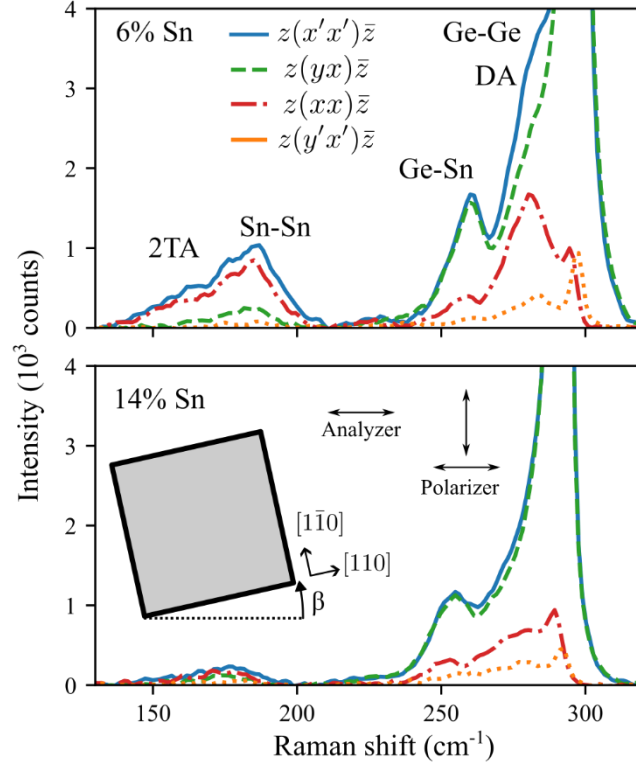 6% Sn
z(x′x′)z̄
z(yx)z̄
z(xx)z̄
z(y′x′)z̄
Ge-Ge
DA
Ge-Sn
2TA
Sn-Sn
4
3
2
1
0
14% Sn
Analyzer
Polarizer
[11̄0]
[110]
β
4
3
2
1
0
150
200
250
300
Raman shift (cm⁻¹)
Intensity (10³ counts)